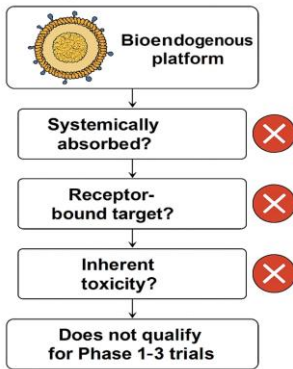 Bioendogenous
platform
Systemically
absorbed?
Receptor-
bound target?
Inherent
toxicity?
Does not qualify
for Phase 1-3 trials